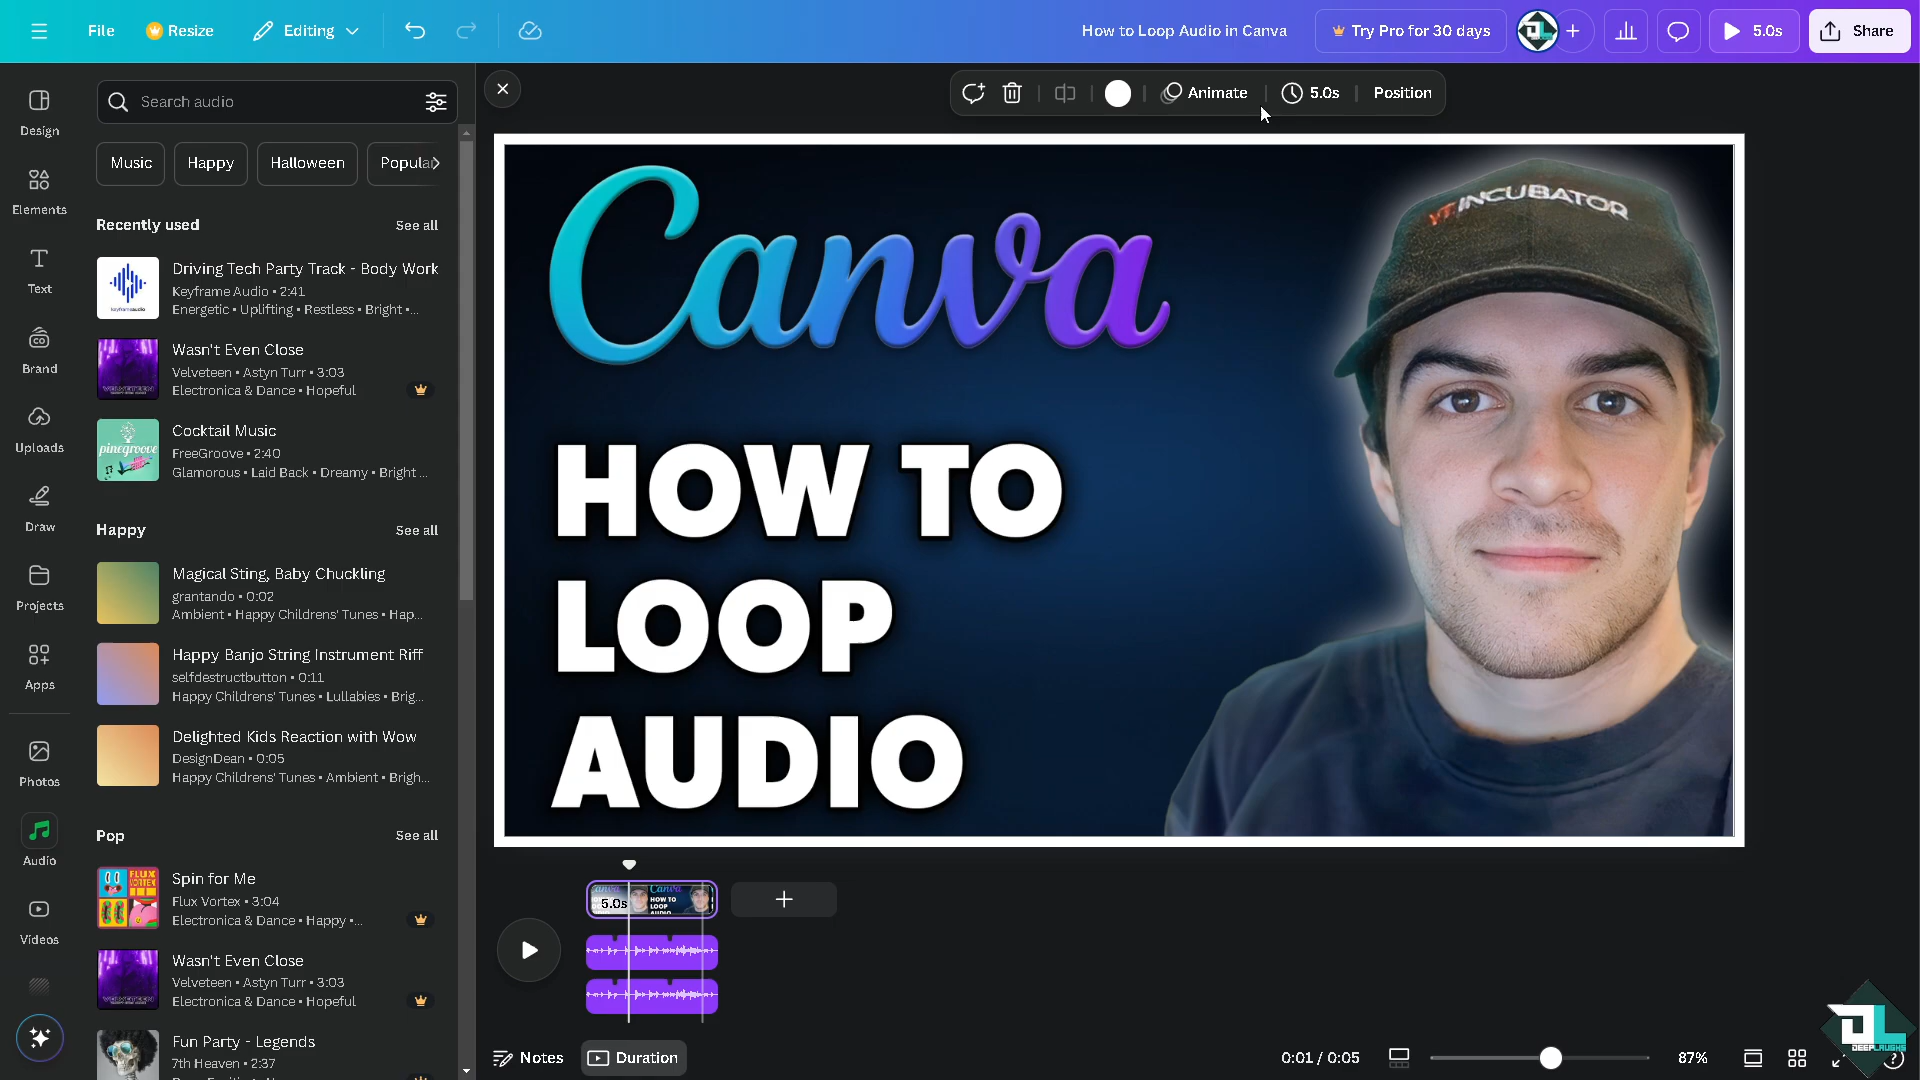 File
Resize
Editing
How to Loop Audio in Canva
Try Pro for 30 days
5.0s
Share
Search audio
Animate
5.0s
Position
Design
Elements
Text
Brand
Uploads
Draw
Projects
Apps
Photos
Audio
Videos
Music
Happy
Halloween
Recently used
See all
Driving Tech Party Track - Body Work
Keyframe Audio • 2:41
Energetic • Uplifting • Restless • Bright •...
Wasn't Even Close
Velveteen • Astyn Turr • 3:03
Electronica & Dance • Hopeful
Cocktail Music
FreeGroove • 2:40
Glamorous • Laid Back • Dreamy • Bright ...
Happy
See all
Magical Sting, Baby Chuckling
grantando • 0:02
Ambient • Happy Childrens' Tunes • Hap...
Happy Banjo String Instrument Riff
selfdestructbutton • 0:11
Happy Childrens' Tunes • Lullabies • Brig...
Delighted Kids Reaction with Wow
DesignDean • 0:05
Happy Childrens' Tunes • Ambient • Brigh...
Pop
See all
Spin for Me
Flux Vortex • 3:04
Electronica & Dance • Happy •...
Wasn't Even Close
Velveteen • Astyn Turr • 3:03
Electronica & Dance • Hopeful
Fun Party - Legends
7th Heaven • 2:37
Canva
HOW TO
LOOP
AUDIO
YT INCUBATOR
5.0s
Notes
Duration
0:01 / 0:05
87%
DEEPLAUGHS